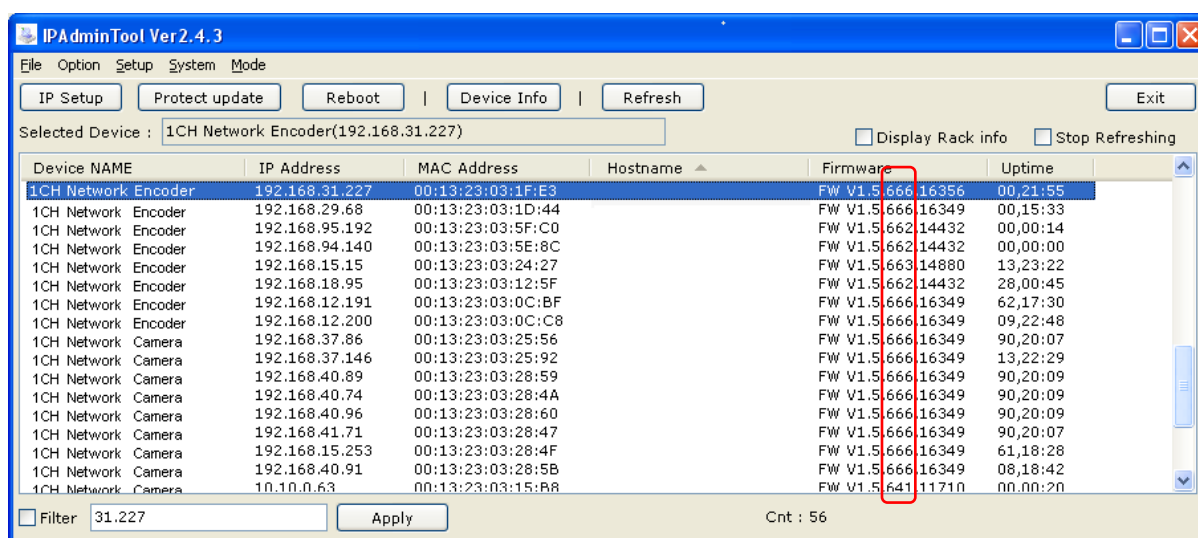 IPAdminTool Ver2.4.3
File Option Setup System Mode
IP Setup Protect update Reboot | Device Info | Refresh Exit
Selected Device : 1CH Network Encoder(192.168.31.227) Display Rack info Stop Refreshing
Device NAME IP Address MAC Address Hostname Firmware Uptime
1CH Network Encoder 192.168.31.227 00:13:23:03:1F:E3 FW V1.5.666.16356 00,21:55
1CH Network Encoder 192.168.29.68 00:13:23:03:1D:44 FW V1.5.666.16349 00,15:33
1CH Network Encoder 192.168.95.192 00:13:23:03:5F:C0 FW V1.5.662.14432 00,00:14
1CH Network Encoder 192.168.94.140 00:13:23:03:5E:8C FW V1.5.662.14432 00,00:00
1CH Network Encoder 192.168.15.15 00:13:23:03:24:27 FW V1.5.663.14880 13,23:22
1CH Network Encoder 192.168.18.95 00:13:23:03:12:5F FW V1.5.662.14432 28,00:45
1CH Network Encoder 192.168.12.191 00:13:23:03:0C:BF FW V1.5.666.16349 62,17:30
1CH Network Encoder 192.168.12.200 00:13:23:03:0C:C8 FW V1.5.666.16349 09,22:48
1CH Network Camera 192.168.37.86 00:13:23:03:25:56 FW V1.5.666.16349 90,20:07
1CH Network Camera 192.168.37.146 00:13:23:03:25:92 FW V1.5.666.16349 13,22:29
1CH Network Camera 192.168.40.89 00:13:23:03:28:59 FW V1.5.666.16349 90,20:09
1CH Network Camera 192.168.40.74 00:13:23:03:28:4A FW V1.5.666.16349 90,20:09
1CH Network Camera 192.168.40.96 00:13:23:03:28:60 FW V1.5.666.16349 90,20:09
1CH Network Camera 192.168.41.71 00:13:23:03:28:47 FW V1.5.666.16349 90,20:07
1CH Network Camera 192.168.15.253 00:13:23:03:28:4F FW V1.5.666.16349 61,18:28
1CH Network Camera 192.168.40.91 00:13:23:03:28:5B FW V1.5.666.16349 08,18:42
1CH Network Camera 10.10.0.63 00:13:23:03:15:B8 FW V1.5.641.11710 00,00:20
Filter 31.227 Apply Cnt : 56